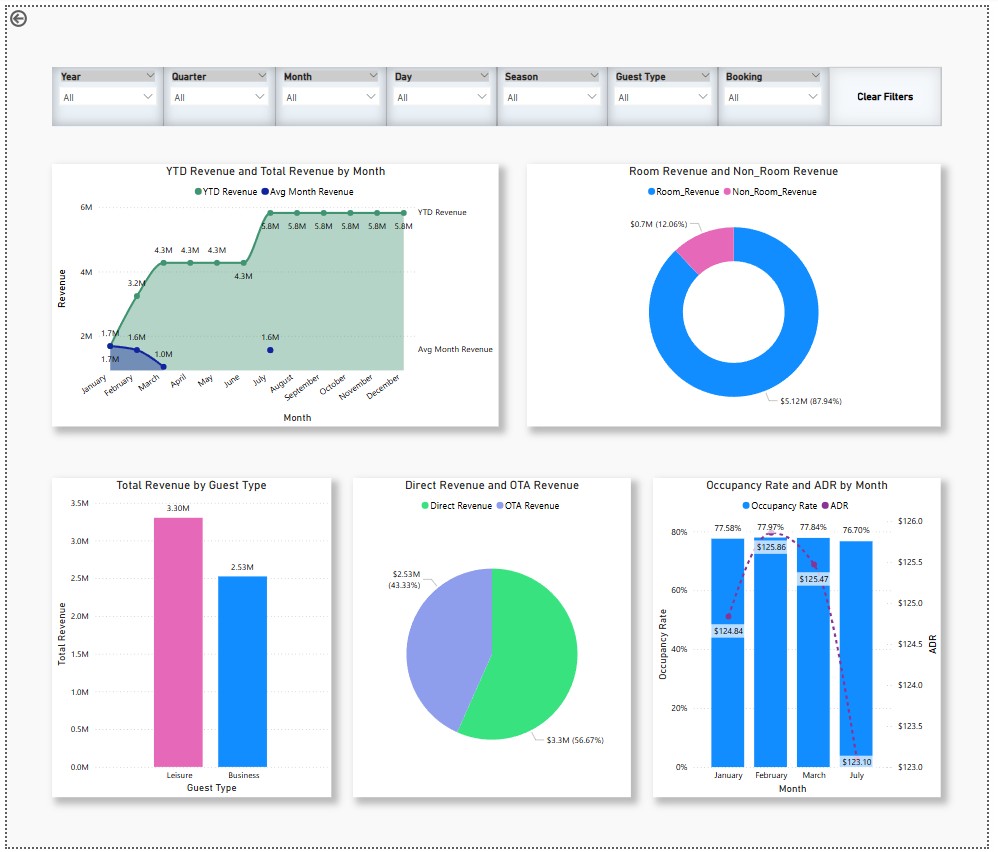 Year Quarter Month Day Season Guest Type Booking
All All All All All All All
Clear Filters
YTD Revenue and Total Revenue by Month
YTD Revenue Avg Month Revenue
6M
4M
2M
Revenue
1.7M
1.7M
3.2M
1.6M
4.3M 4.3M 4.3M
1.0M
4.3M
5.8M 5.8M 5.8M 5.8M 5.8M 5.8M
1.6M
YTD Revenue
Avg Month Revenue
January February March April May June July August September October November December
Month
Room Revenue and Non_Room Revenue
Room_Revenue Non_Room_Revenue
$0.7M (12.06%)
$5.12M (87.94%)
Total Revenue by Guest Type
3.5M
3.0M
2.5M
2.0M
1.5M
1.0M
0.5M
0.0M
Total Revenue
3.30M
2.53M
Leisure Business
Guest Type
Direct Revenue and OTA Revenue
Direct Revenue OTA Revenue
$2.53M
(43.33%)
$3.3M (56.67%)
Occupancy Rate and ADR by Month
Occupancy Rate ADR
80%
60%
40%
20%
0%
Occupancy Rate
77.58% 77.97% 77.84% 76.70%
$124.84
$125.86
$125.47
$123.10
$126.0
$125.5
$125.0
$124.5
$124.0
$123.5
$123.0
ADR
January February March July
Month